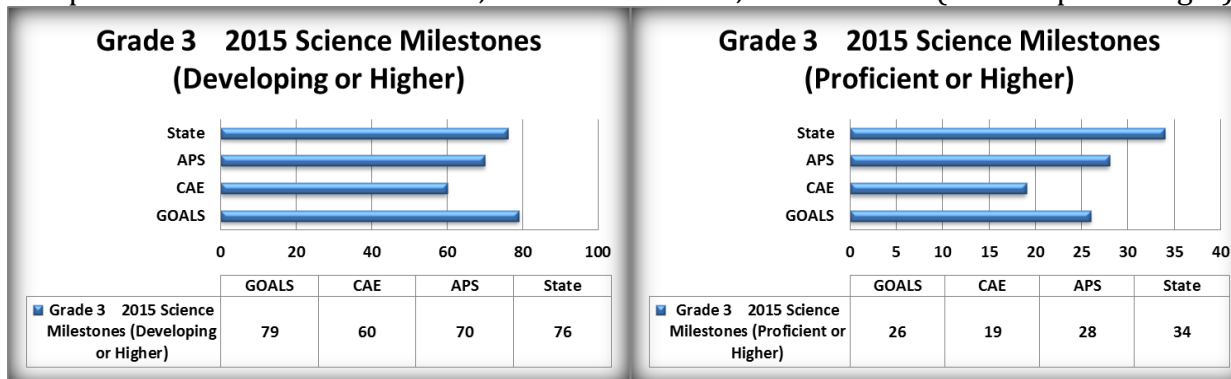 Grade 3 2015 Science Milestones
(Developing or Higher)
State
APS
CAE
GOALS
0 20 40 60 80 100
GOALS CAE APS State
Grade 3 2015 Science
Milestones (Developing
or Higher)
79 60 70 76
Grade 3 2015 Science Milestones
(Proficient or Higher)
State
APS
CAE
GOALS
0 5 10 15 20 25 30 35 40
GOALS CAE APS State
Grade 3 2015 Science
Milestones (Proficient or
Higher)
26 19 28 34